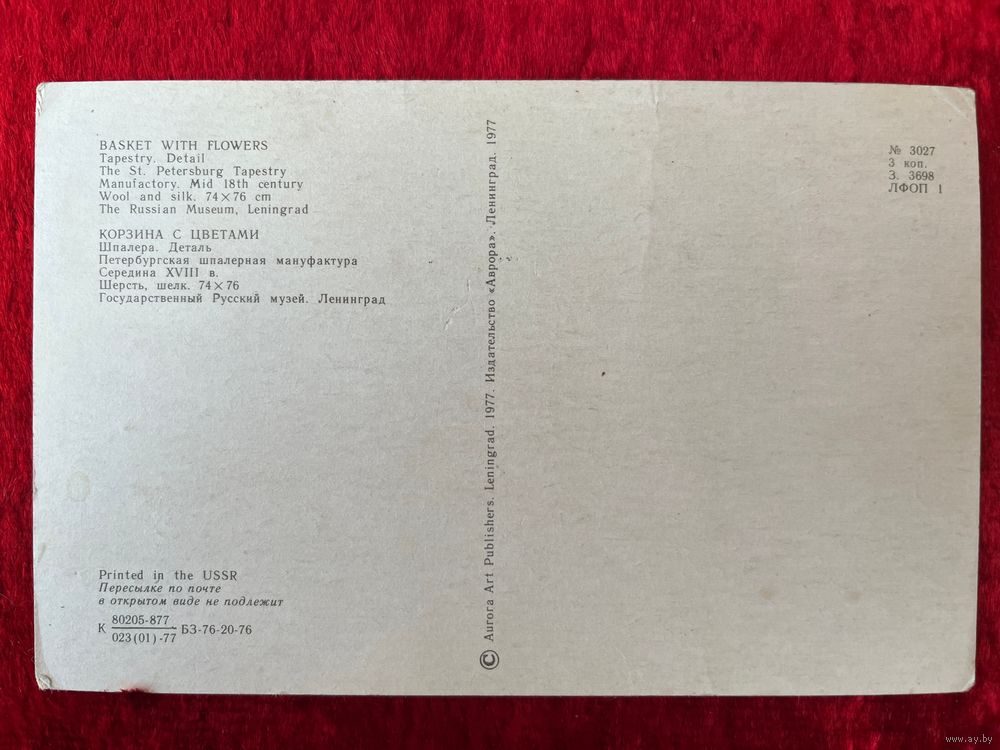 BASKET WITH FLOWERS
Tapestry. Detail
The St. Petersburg Tapestry
Manufactory. Mid 18th century
Wool and silk. 74×76 cm
The Russian Museum, Leningrad
КОРЗИНА С ЦВЕТАМИ
Шпалера. Деталь
Петербургская шпалерная мануфактура
Середина XVIII в.
Шерсть, шелк. 74×76
Государственный Русский музей. Ленинград
Printed in the USSR
Пересылке по почте
в открытом виде не подлежит
К 80205-877
023(01)-77 БЗ-76-20-76
© Aurora Art Publishers. Leningrad. 1977. Издательство «Аврора». Ленинград. 1977
№ 3027
3 коп.
З. 3698
ЛФОП 1
www.ay.by